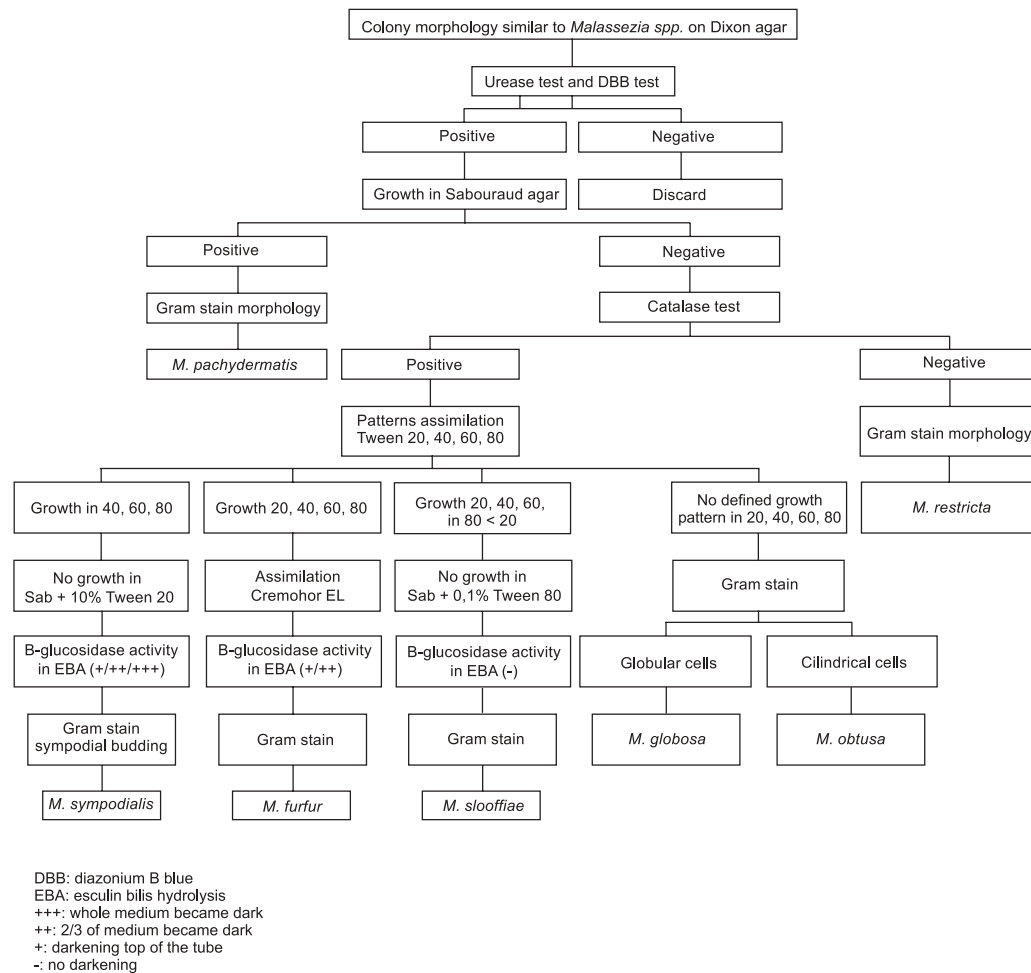 Colony morphology similar to Malassezia spp. on Dixon agar
Urease test and DBB test
Positive
Negative
Growth in Sabouraud agar
Discard
Positive
Negative
Gram stain morphology
Catalase test
M. pachydermatis
Positive
Negative
Patterns assimilation
Tween 20, 40, 60, 80
Gram stain morphology
Growth in 40, 60, 80
Growth 20, 40, 60, 80
Growth 20, 40, 60,
in 80 < 20
No defined growth
pattern in 20, 40, 60, 80
M. restricta
No growth in
Sab + 10% Tween 20
Assimilation
Cremohor EL
No growth in
Sab + 0,1% Tween 80
Gram stain
B-glucosidase activity
in EBA (+/++/+++)
B-glucosidase activity
in EBA (+/++)
B-glucosidase activity
in EBA (-)
Globular cells
Cilindrical cells
Gram stain
sympodial budding
Gram stain
Gram stain
M. globosa
M. obtusa
M. sympodialis
M. furfur
M. slooffiae
DBB: diazonium B blue
EBA: esculin bilis hydrolysis
+++: whole medium became dark
++: 2/3 of medium became dark
+: darkening top of the tube
-: no darkening